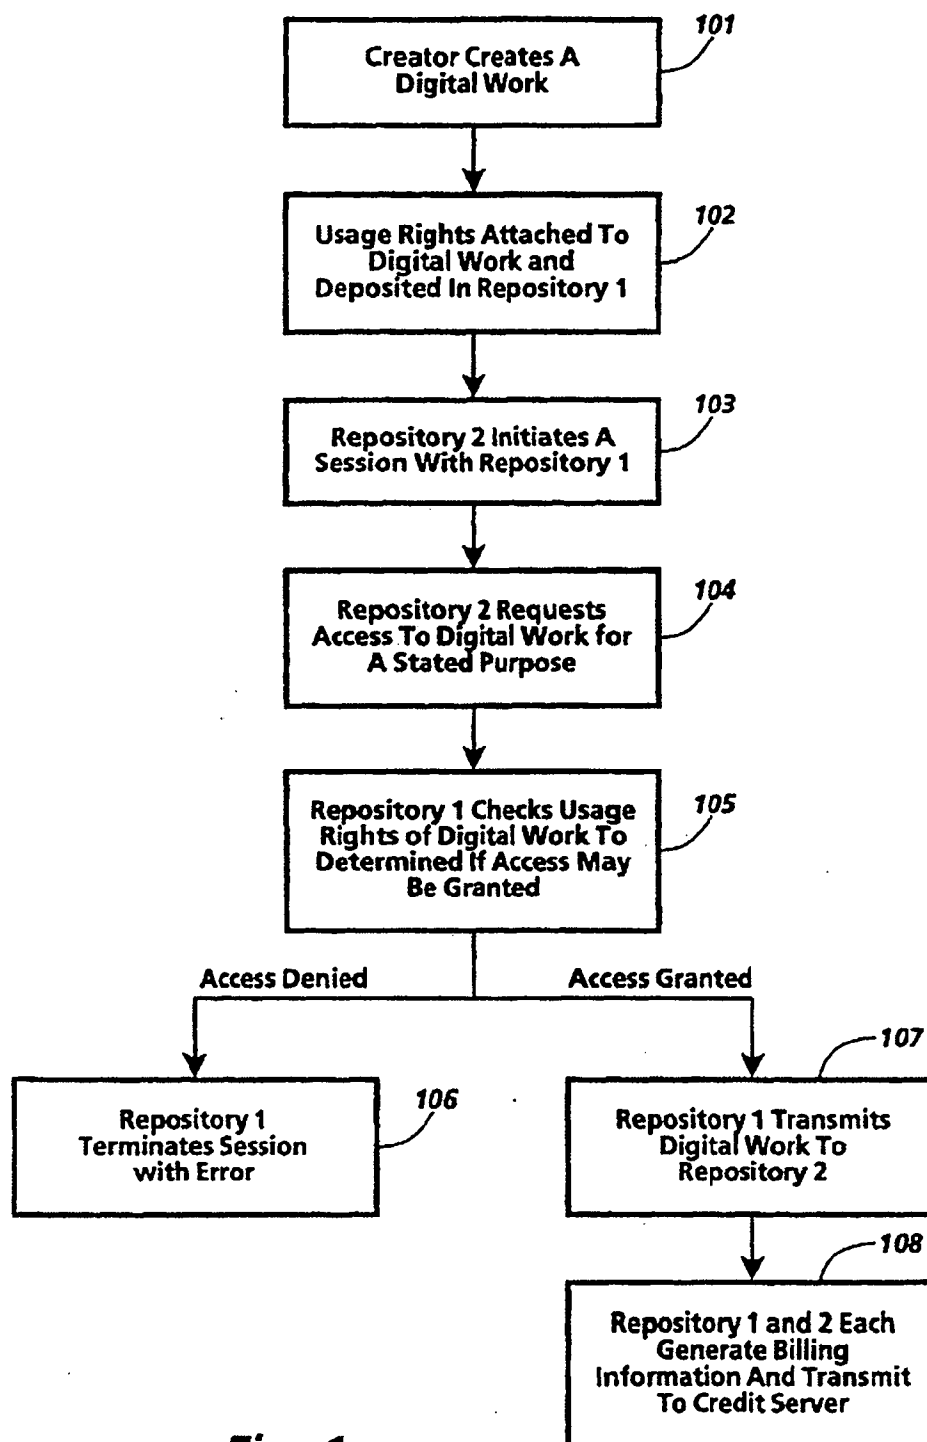 101
Creator Creates A
Digital Work
102
Usage Rights Attached To
Digital Work and
Deposited In Repository 1
103
Repository 2 Initiates A
Session With Repository 1
104
Repository 2 Requests
Access To Digital Work for
A Stated Purpose
105
Repository 1 Checks Usage
Rights of Digital Work To
Determined If Access May
Be Granted
Access Denied
Access Granted
106
Repository 1
Terminates Session
with Error
107
Repository 1 Transmits
Digital Work To
Repository 2
108
Repository 1 and 2 Each
Generate Billing
Information And Transmit
To Credit Server